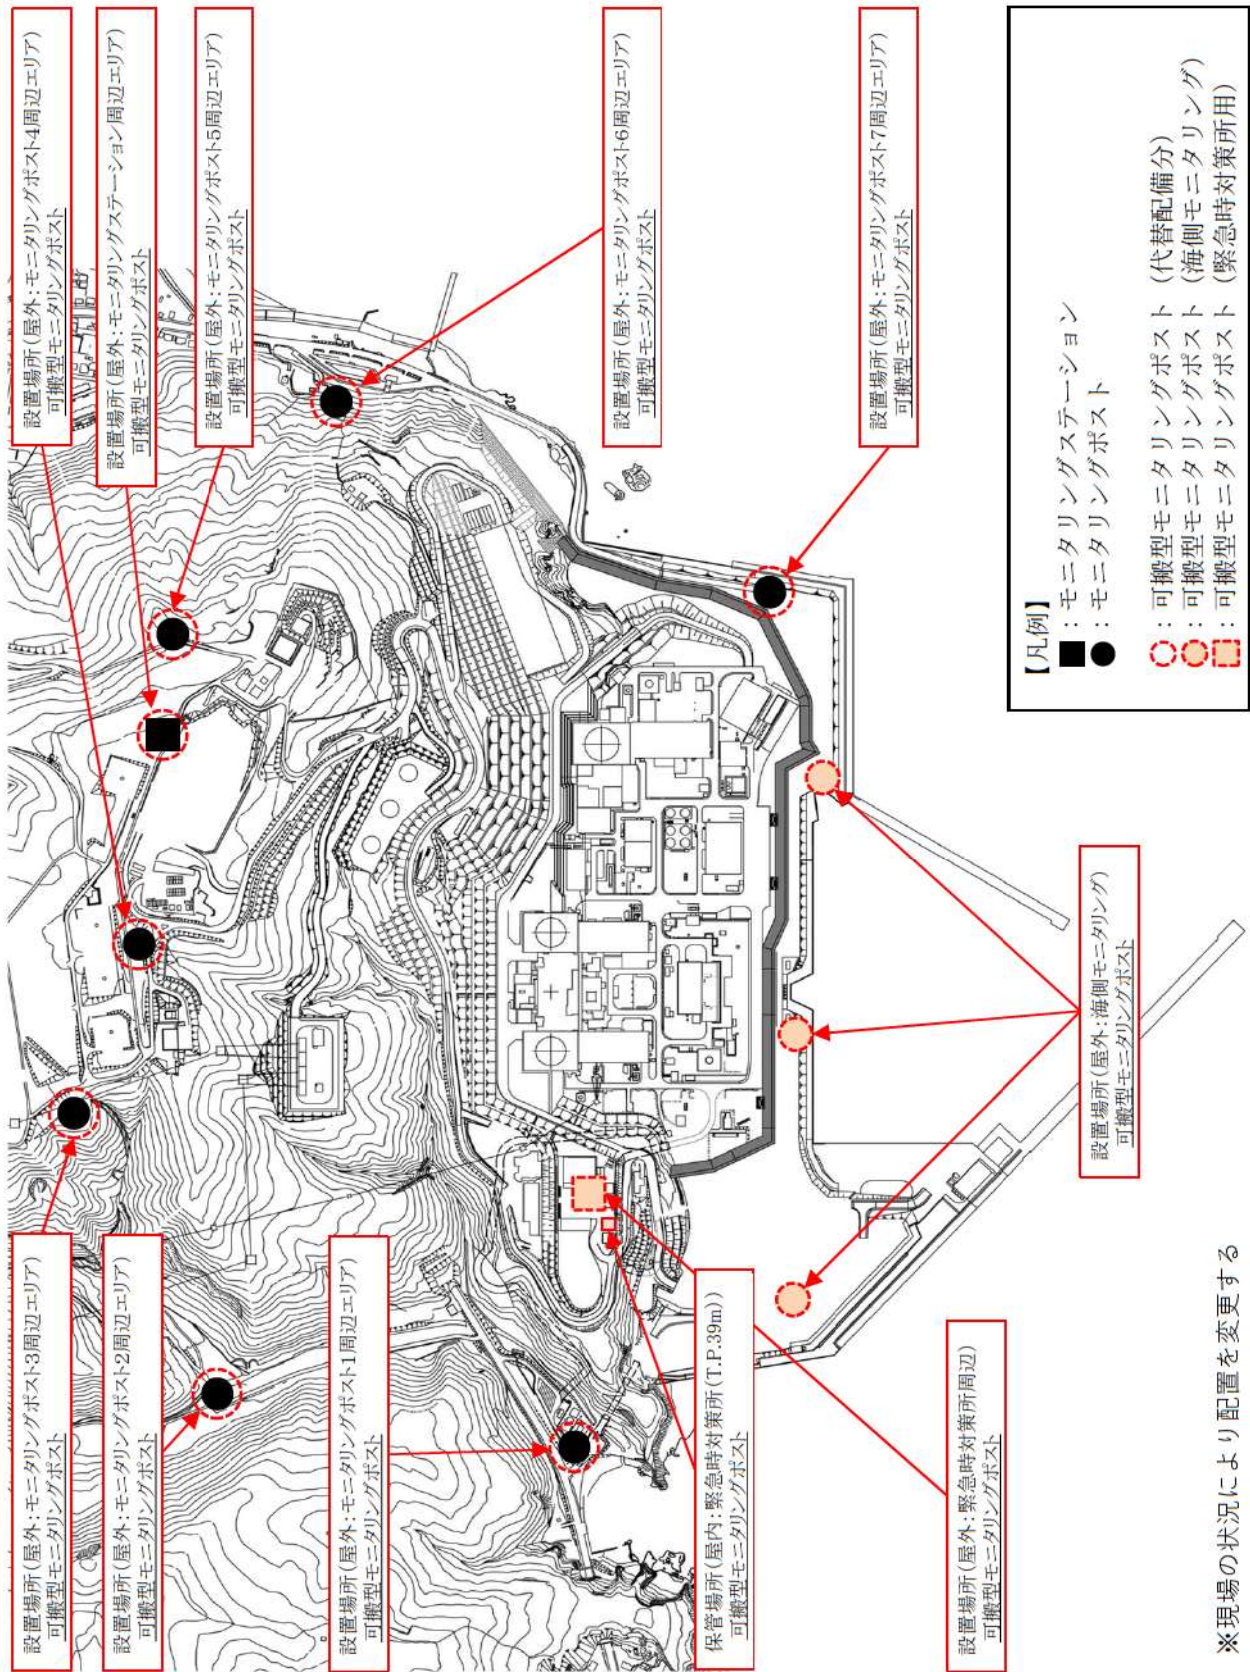 設置場所(屋外:モニタリングポスト3周辺エリア)
可搬型モニタリングポスト
設置場所(屋外:モニタリングポスト2周辺エリア)
可搬型モニタリングポスト
設置場所(屋外:モニタリングポスト1周辺エリア)
可搬型モニタリングポスト
保管場所(屋内:緊急時対策所(T.P.39m))
可搬型モニタリングポスト
設置場所(屋外:緊急時対策所周辺)
可搬型モニタリングポスト
設置場所(屋外:海側モニタリング)
可搬型モニタリングポスト
設置場所(屋外:モニタリングポスト4周辺エリア)
可搬型モニタリングポスト
設置場所(屋外:モニタリングステーション周辺エリア)
可搬型モニタリングポスト
設置場所(屋外:モニタリングポスト5周辺エリア)
可搬型モニタリングポスト
設置場所(屋外:モニタリングポスト6周辺エリア)
可搬型モニタリングポスト
設置場所(屋外:モニタリングポスト7周辺エリア)
可搬型モニタリングポスト
【凡例】
:モニタリングステーション
:モニタリングポスト
:可搬型モニタリングポスト(代替配備分)
:可搬型モニタリングポスト(海側モニタリング)
:可搬型モニタリングポスト(緊急時対策所用)
※現場の状況により配置を変更する